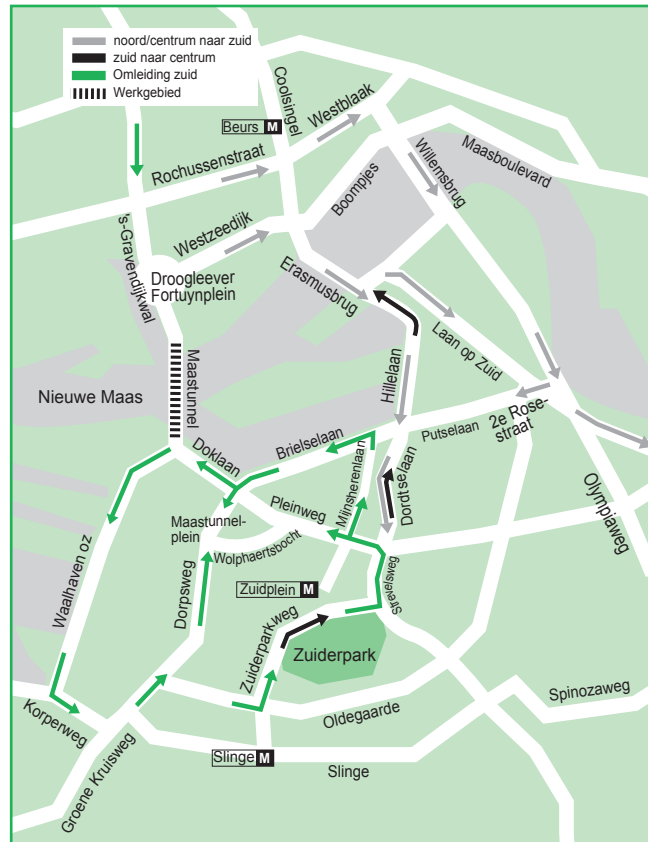 noord/centrum naar zuid
zuid naar centrum
Omleiding zuid
Werkgebied
Coolsingel
Beurs M
Westblaak
Rochussenstraat
Willemsbrug
Maasboulevard
Boompjes
's-Gravendijkwal
Westzeedijk
Droogleever
Fortuynplein
Erasmusbrug
Laan op Zuid
Maastunnel
Nieuwe Maas
Hillelaan
2e Rose-
straat
Putselaan
Brielselaan
Doklaan
Mijnsherenlaan
Dordtselaan
Olympiaweg
Pleinweg
Maastunnel-
plein
Wolphaertsbocht
Waalhaven oz
Dorpsweg
Zuidplein M
Strevelsweg
Zuiderparkweg
Zuiderpark
Korperweg
Oldegaarde
Spinozaweg
Groene Kruisweg
Slinge M
Slinge